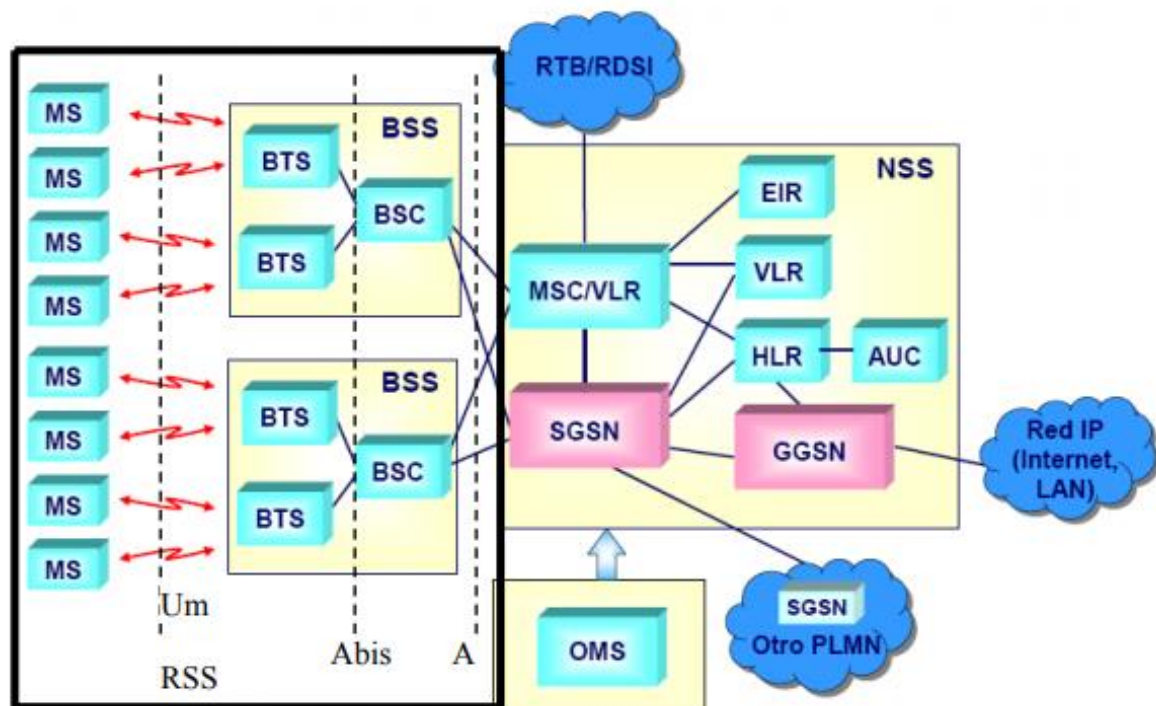 RTB/RDSI
MS
MS
MS
MS
MS
MS
MS
MS
BSS
BTS
BTS
BSC
BSS
BTS
BTS
BSC
Um
Abis
A
RSS
NSS
EIR
MSC/VLR
VLR
HLR
AUC
SGSN
GGSN
Red IP
(Internet,
LAN)
OMS
SGSN
Otro PLMN